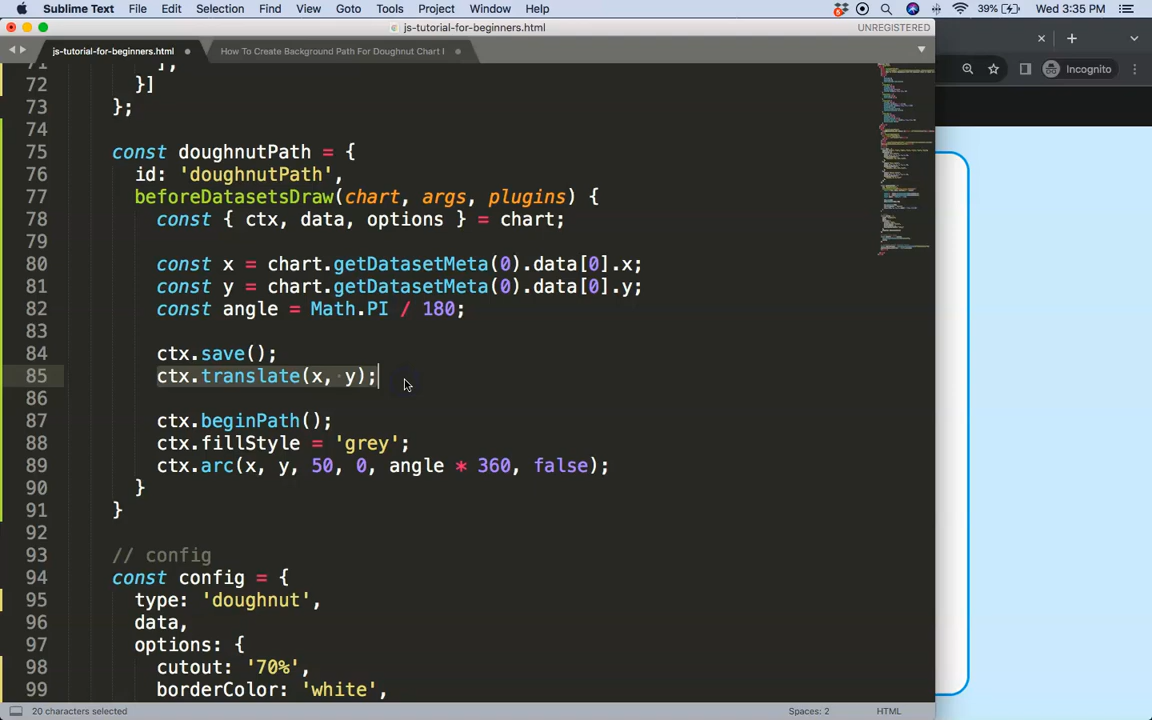 Sublime Text File Edit Selection Find View Goto Tools Project Window Help 39% Wed 3:35 PM
js-tutorial-for-beginners.html UNREGISTERED
js-tutorial-for-beginners.html How To Create Background Path For Doughnut Chart I
Incognito
71 ],
72 }]
73 };
74
75 const doughnutPath = {
76 id: 'doughnutPath',
77 beforeDatasetsDraw(chart, args, plugins) {
78 const { ctx, data, options } = chart;
79
80 const x = chart.getDatasetMeta(0).data[0].x;
81 const y = chart.getDatasetMeta(0).data[0].y;
82 const angle = Math.PI / 180;
83
84 ctx.save();
85 ctx.translate(x, y);
86
87 ctx.beginPath();
88 ctx.fillStyle = 'grey';
89 ctx.arc(x, y, 50, 0, angle * 360, false);
90 }
91 }
92
93 // config
94 const config = {
95 type: 'doughnut',
96 data,
97 options: {
98 cutout: '70%',
99 borderColor: 'white',
20 characters selected Spaces: 2 HTML